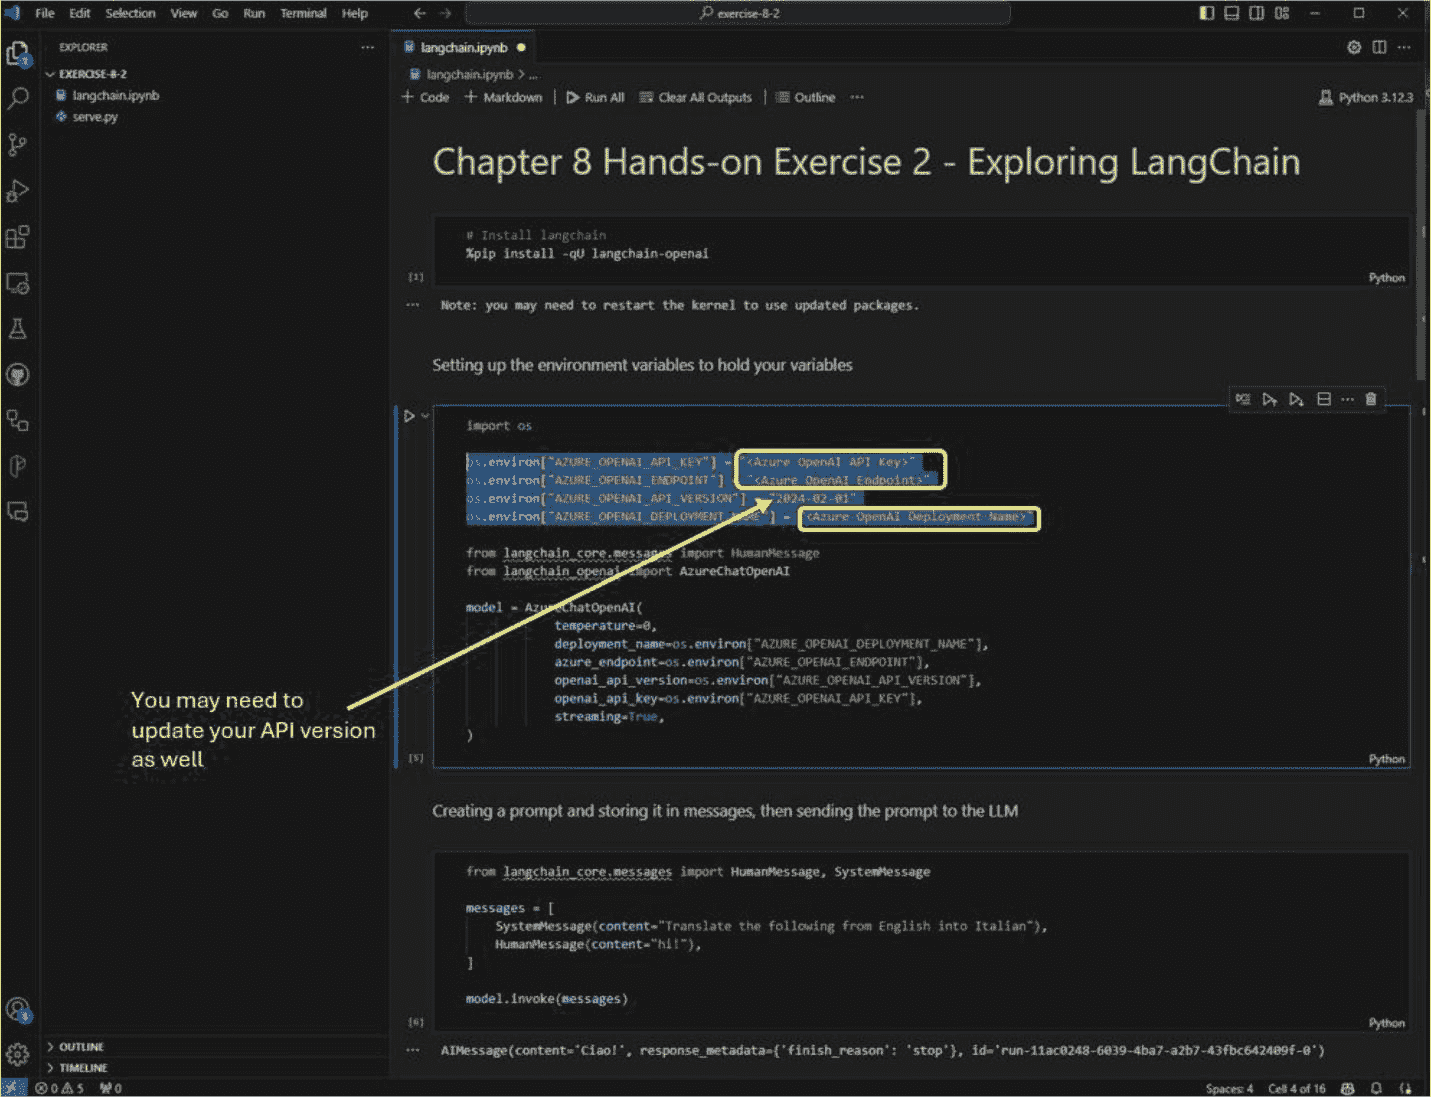 File Edit Selection View Go Run Terminal Help
exercise-8-2
EXPLORER
EXERCISE-8-2
langchain.ipynb
serve.py
langchain.ipynb
langchain.ipynb > ...
+ Code + Markdown | Run All Clear All Outputs | Outline ...
Python 3.12.3
Chapter 8 Hands-on Exercise 2 - Exploring LangChain
# Install langchain
%pip install -qU langchain-openai
[1]
Python
... Note: you may need to restart the kernel to use updated packages.
Setting up the environment variables to hold your variables
import os
os.environ["AZURE_OPENAI_API_KEY"] = "<Azure OpenAI API Key>"
os.environ["AZURE_OPENAI_ENDPOINT"] = "<Azure OpenAI Endpoint>"
os.environ["AZURE_OPENAI_API_VERSION"] "2024-02-01"
os.environ["AZURE_OPENAI_DEPLOYMENT_NAME"] = "<Azure OpenAI Deployment Name>"
from langchain_core.messages import HumanMessage
from langchain_openai import AzureChatOpenAI
model = AzureChatOpenAI(
temperature=0,
deployment_name=os.environ["AZURE_OPENAI_DEPLOYMENT_NAME"],
azure_endpoint=os.environ["AZURE_OPENAI_ENDPOINT"],
openai_api_version=os.environ["AZURE_OPENAI_API_VERSION"],
openai_api_key=os.environ["AZURE_OPENAI_API_KEY"],
streaming=True,
)
[5]
Python
You may need to
update your API version
as well
Creating a prompt and storing it in messages, then sending the prompt to the LLM
from langchain_core.messages import HumanMessage, SystemMessage
messages = [
SystemMessage(content="Translate the following from English into Italian"),
HumanMessage(content="hi!"),
]
model.invoke(messages)
[6]
Python
... AIMessage(content='Ciao!', response_metadata={'finish_reason': 'stop'}, id='run-11ac0248-6039-4ba7-a2b7-43fbc642409f-0')
OUTLINE
TIMELINE
0 5 0
Spaces: 4 Cell 4 of 16